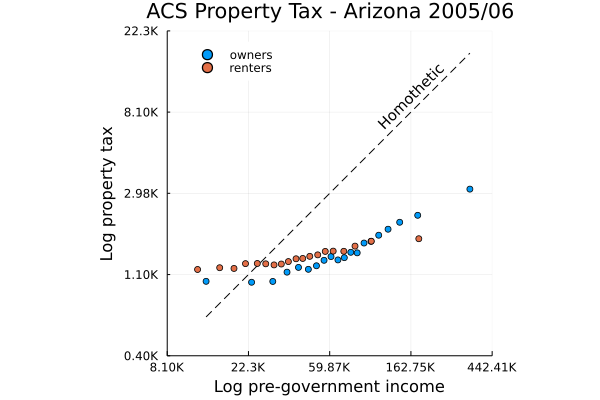 ACS Property Tax - Arizona 2005/06
22.3K
owners
renters
Homothetic
8.10K
Log property tax
2.98K
1.10K
0.40K
8.10K 22.3K 59.87K 162.75K 442.41K
Log pre-government income